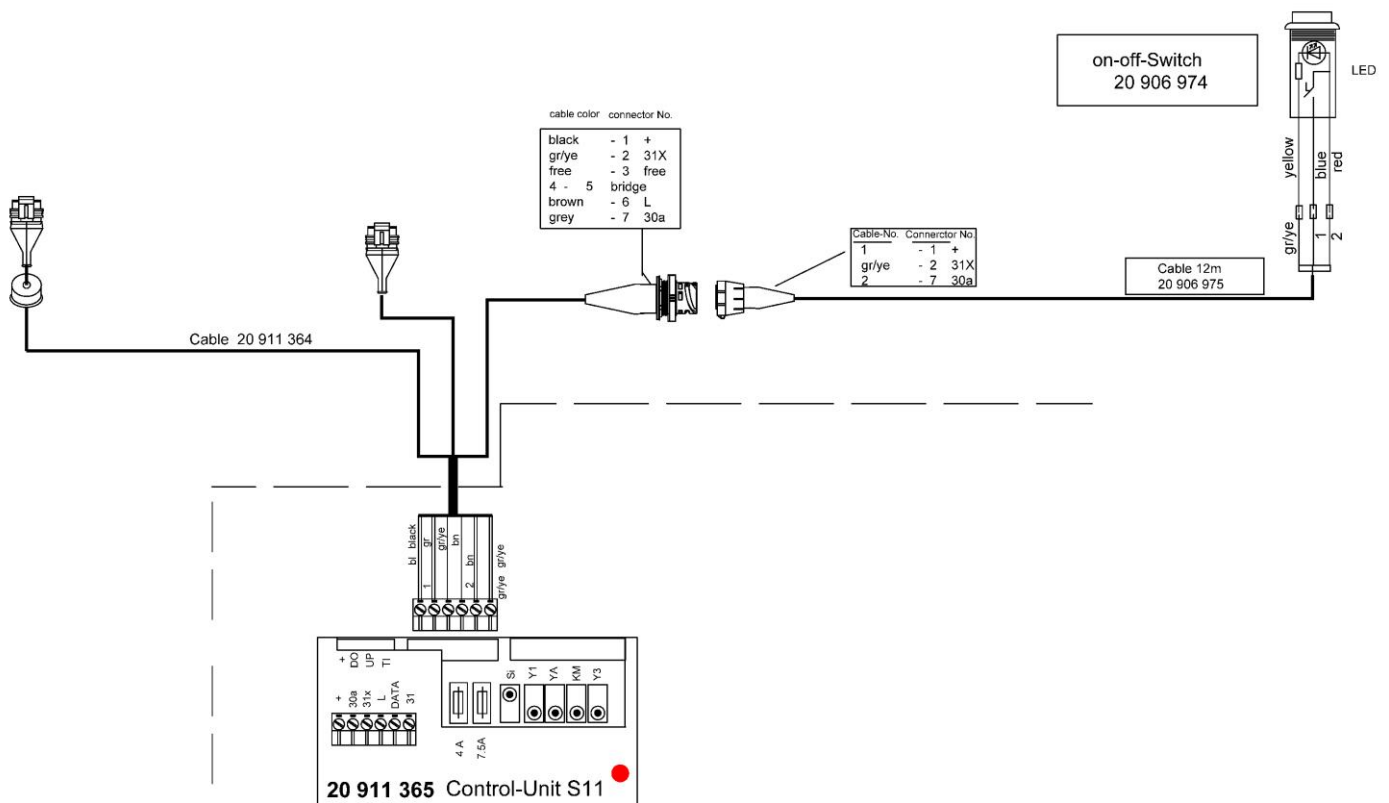 on-off-Switch
20 906 974
LED
yellow
blue
red
gr/ye
1
2
cable color connector No.
black - 1 +
gr/ye - 2 31X
free - 3 free
4 - 5 bridge
brown - 6 L
grey - 7 30a
Cable-No. Connerctor No.
1 - 1 +
gr/ye - 2 31X
2 - 7 30a
Cable 12m
20 906 975
Cable 20 911 364
bl black
1 gr
gr/ye
bn
2 bn
gr/ye gr/ye
+
DO
UP
TI
+
30a
31x
L
DATA
31
4 A
7.5A
Si
Y1
YA
KM
Y3
20 911 365 Control-Unit S11